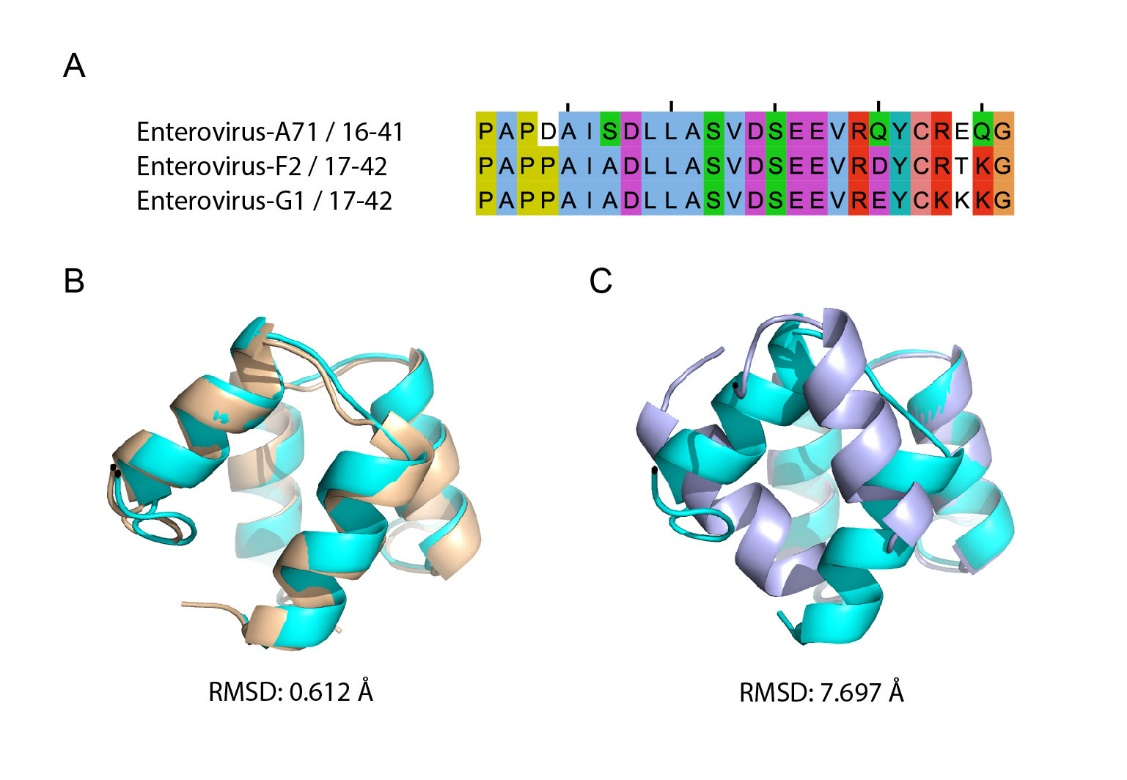 A
Enterovirus-A71 / 16-41 PAPDAISDLLASVDSEEVRQYCREQG
Enterovirus-F2 / 17-42 PAPPAIADLLASVDSEEVRDYCRTKG
Enterovirus-G1 / 17-42 PAPPAIADLLASVDSEEVREYCKKKG
B C
RMSD: 0.612 Å RMSD: 7.697 Å